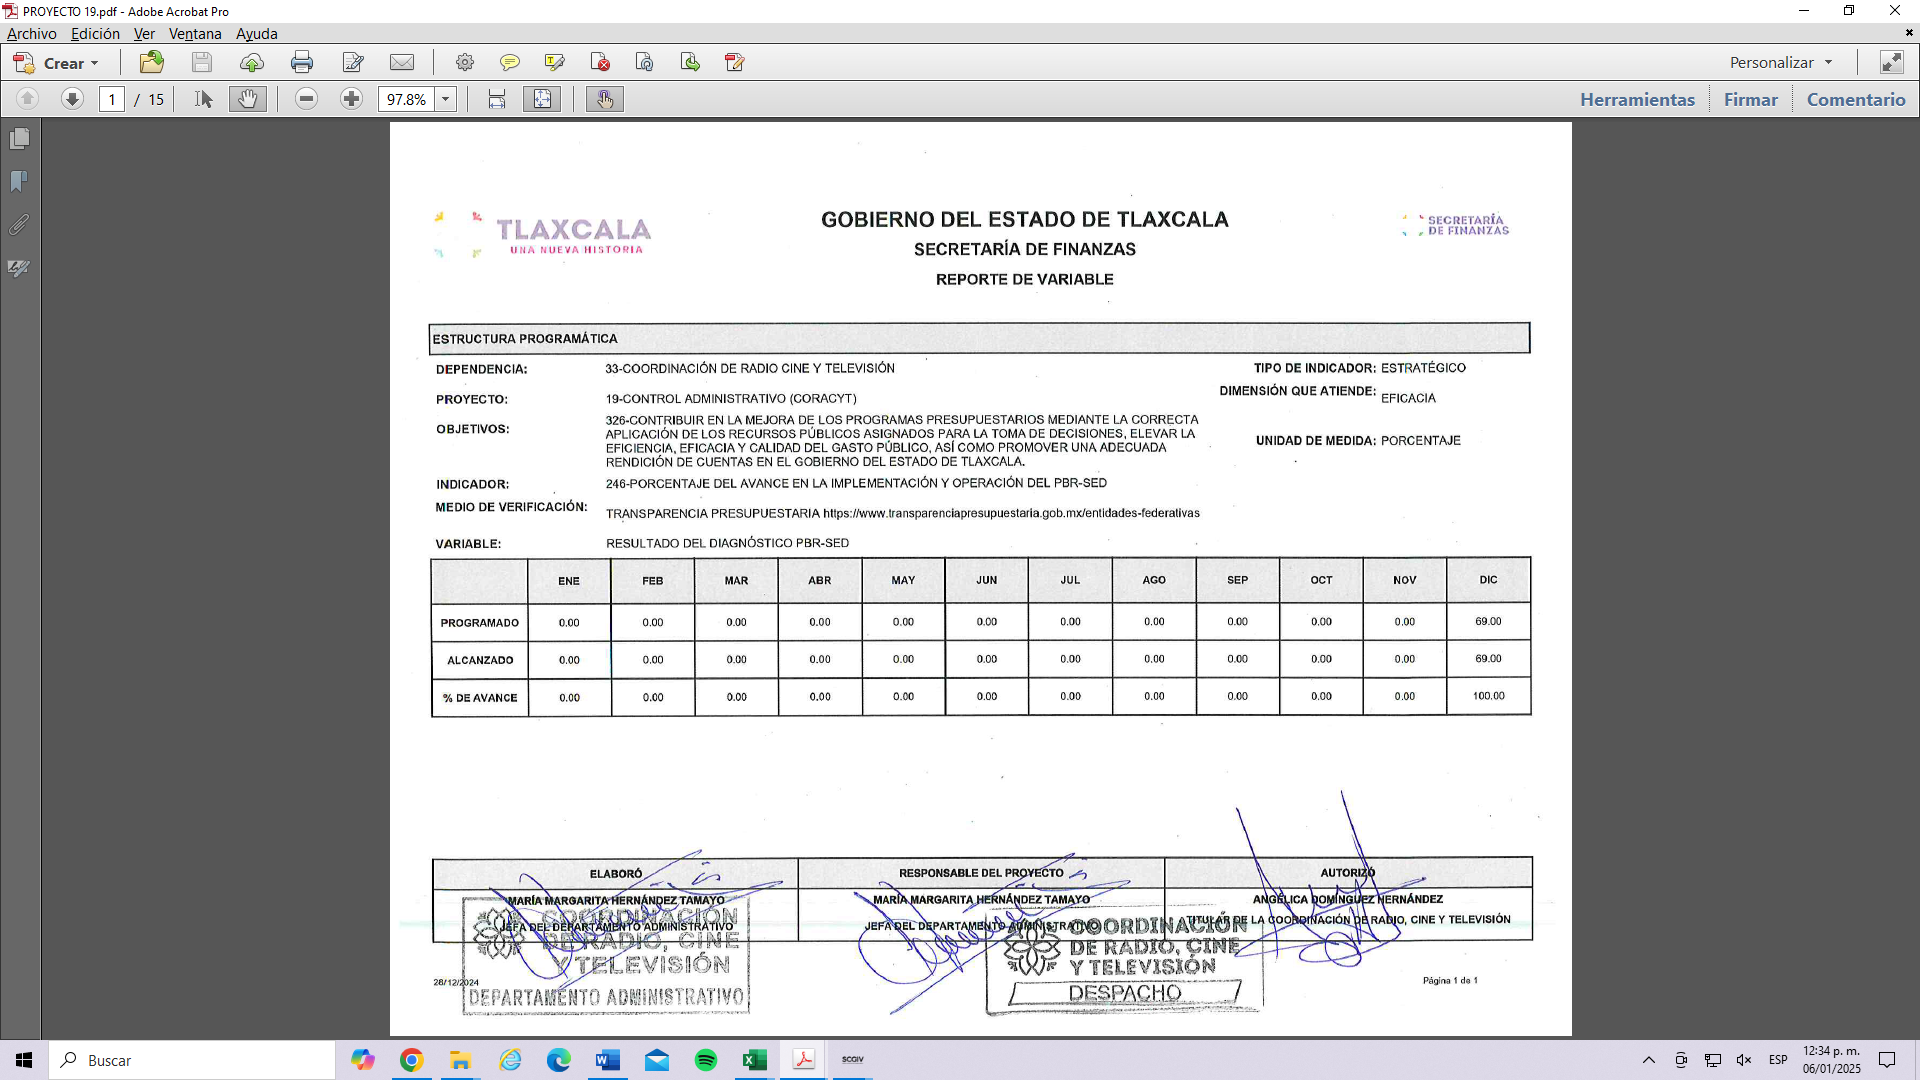 PROYECTO 19.pdf - Adobe Acrobat Pro
Archivo Edición Ver Ventana Ayuda
Crear Personalizar
1 / 15 97.8% Herramientas Firmar Comentario
TLAXCALA
UNA NUEVA HISTORIA
GOBIERNO DEL ESTADO DE TLAXCALA
SECRETARÍA DE FINANZAS
REPORTE DE VARIABLE
SECRETARÍA
DE FINANZAS
ESTRUCTURA PROGRAMÁTICA
DEPENDENCIA: 33-COORDINACIÓN DE RADIO CINE Y TELEVISIÓN TIPO DE INDICADOR: ESTRATÉGICO
PROYECTO: 19-CONTROL ADMINISTRATIVO (CORACYT) DIMENSIÓN QUE ATIENDE: EFICACIA
OBJETIVOS: 326-CONTRIBUIR EN LA MEJORA DE LOS PROGRAMAS PRESUPUESTARIOS MEDIANTE LA CORRECTA
APLICACIÓN DE LOS RECURSOS PÚBLICOS ASIGNADOS PARA LA TOMA DE DECISIONES, ELEVAR LA
EFICIENCIA, EFICACIA Y CALIDAD DEL GASTO PÚBLICO, ASÍ COMO PROMOVER UNA ADECUADA
RENDICIÓN DE CUENTAS EN EL GOBIERNO DEL ESTADO DE TLAXCALA.
UNIDAD DE MEDIDA: PORCENTAJE
INDICADOR: 246-PORCENTAJE DEL AVANCE EN LA IMPLEMENTACIÓN Y OPERACIÓN DEL PBR-SED
MEDIO DE VERIFICACIÓN: TRANSPARENCIA PRESUPUESTARIA https://www.transparenciapresupuestaria.gob.mx/entidades-federativas
VARIABLE: RESULTADO DEL DIAGNÓSTICO PBR-SED
ENE FEB MAR ABR MAY JUN JUL AGO SEP OCT NOV DIC
PROGRAMADO 0.00 0.00 0.00 0.00 0.00 0.00 0.00 0.00 0.00 0.00 0.00 69.00
ALCANZADO 0.00 0.00 0.00 0.00 0.00 0.00 0.00 0.00 0.00 0.00 0.00 69.00
% DE AVANCE 0.00 0.00 0.00 0.00 0.00 0.00 0.00 0.00 0.00 0.00 0.00 100.00
ELABORÓ RESPONSABLE DEL PROYECTO AUTORIZÓ
MARÍA MARGARITA HERNÁNDEZ TAMAYO MARÍA MARGARITA HERNÁNDEZ TAMAYO ANGÉLICA DOMÍNGUEZ HERNÁNDEZ
JEFA DEL DEPARTAMENTO ADMINISTRATIVO JEFA DEL DEPARTAMENTO ADMINISTRATIVO TITULAR DE LA COORDINACIÓN DE RADIO, CINE Y TELEVISIÓN
COORDINACIÓN
DE RADIO, CINE
Y TELEVISIÓN
DEPARTAMENTO ADMINISTRATIVO
COORDINACIÓN
DE RADIO, CINE
Y TELEVISIÓN
DESPACHO
28/12/2024
Página 1 de 1
Buscar
SCGIV
ESP
12:34 p. m.
06/01/2025